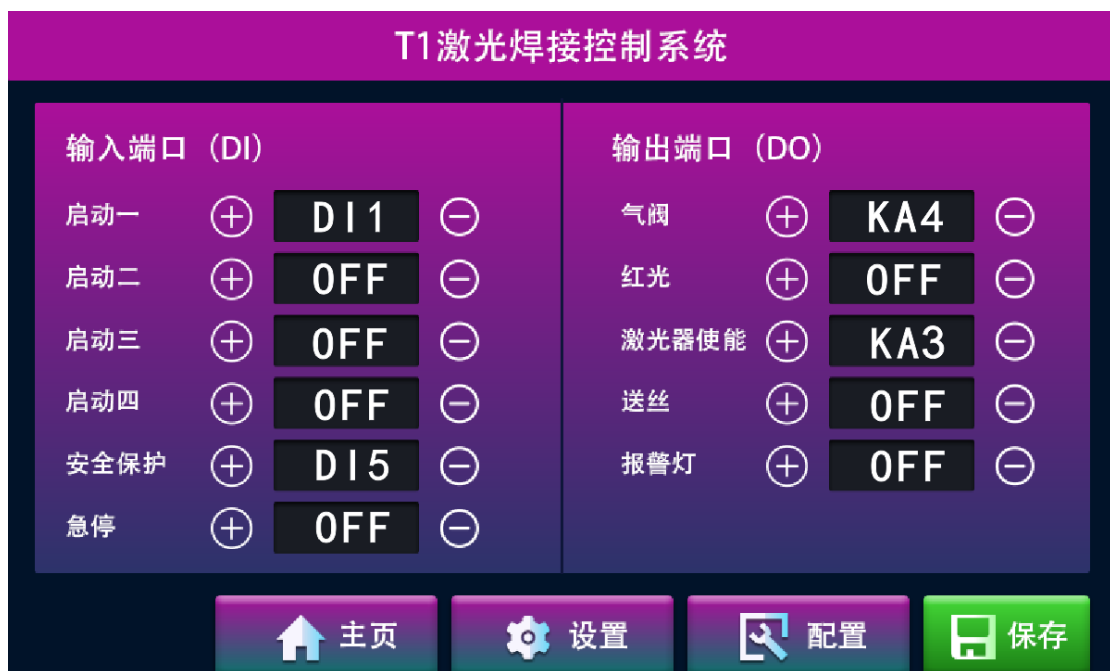 T1激光焊接控制系统
输入端口（DI）
启动一 DI1
启动二 OFF
启动三 OFF
启动四 OFF
安全保护 DI5
急停 OFF
输出端口（DO）
气阀 KA4
红光 OFF
激光器使能 KA3
送丝 OFF
报警灯 OFF
主页 设置 配置 保存